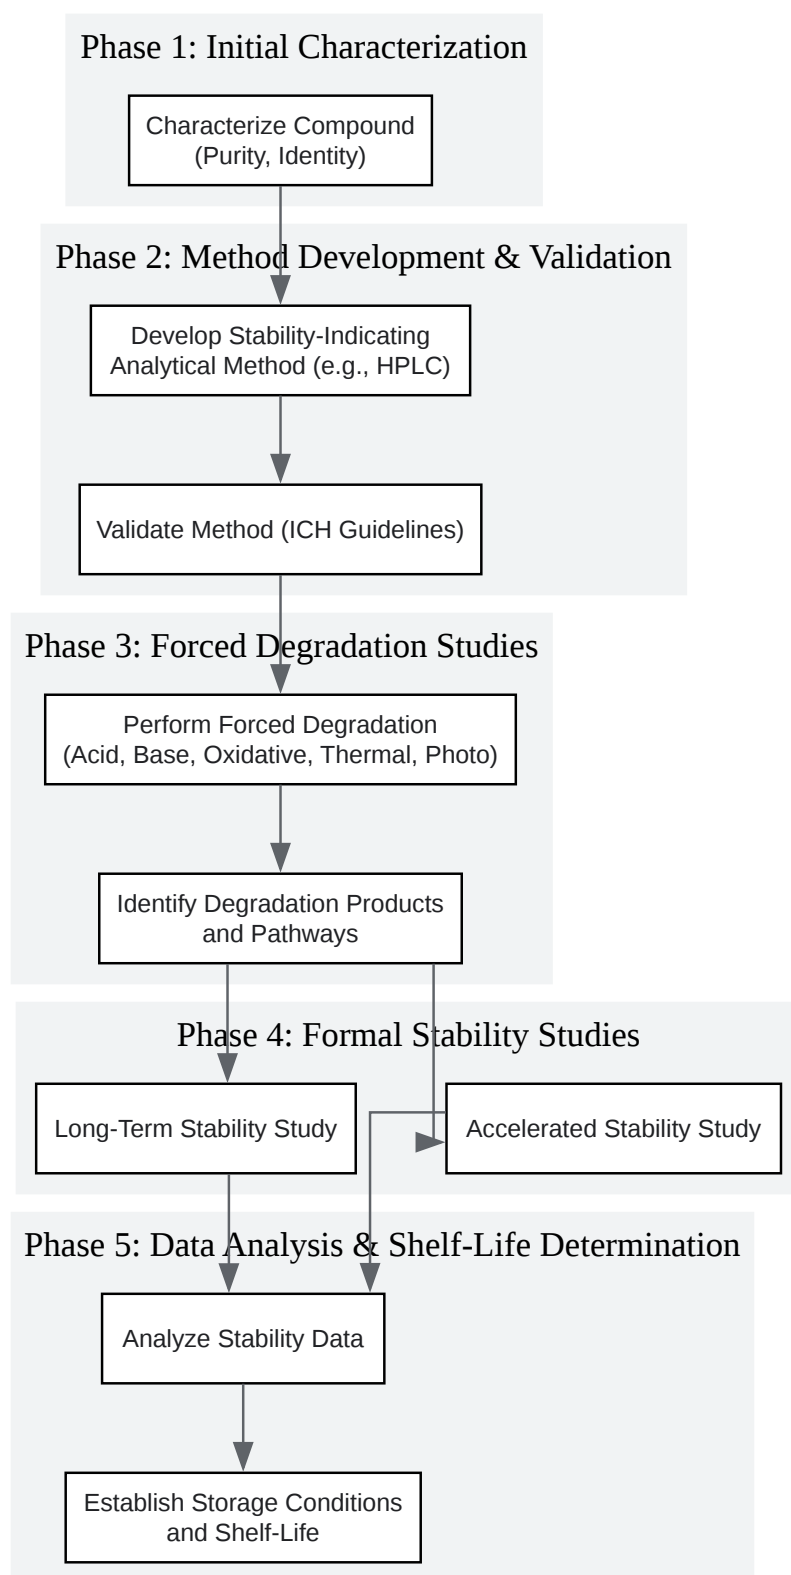 Phase 1: Initial Characterization
Characterize Compound
(Purity, Identity)
Phase 2: Method Development & Validation
Develop Stability-Indicating
Analytical Method (e.g., HPLC)
Validate Method (ICH Guidelines)
Phase 3: Forced Degradation Studies
Perform Forced Degradation
(Acid, Base, Oxidative, Thermal, Photo)
Identify Degradation Products
and Pathways
Phase 4: Formal Stability Studies
Long-Term Stability Study
Accelerated Stability Study
Phase 5: Data Analysis & Shelf-Life Determination
Analyze Stability Data
Establish Storage Conditions
and Shelf-Life